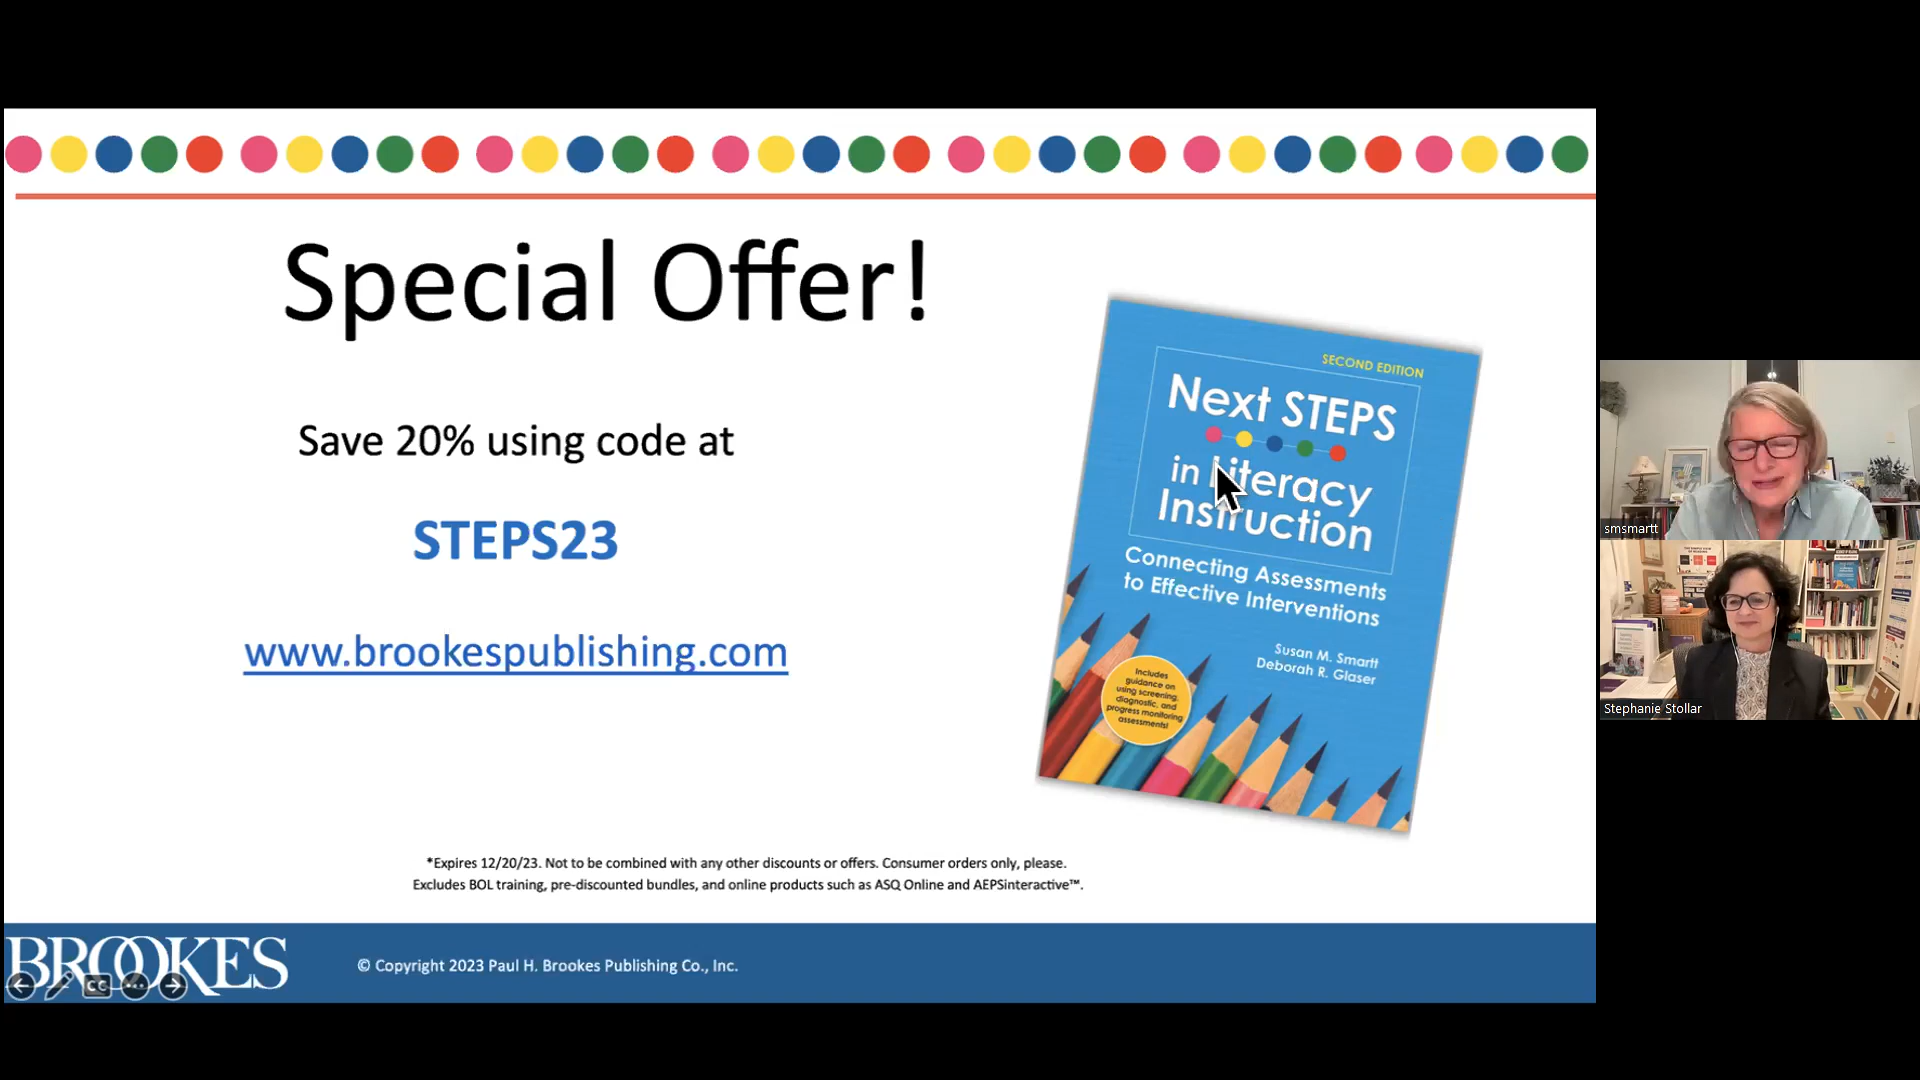 Special Offer!
Save 20% using code at
STEPS23
www.brookespublishing.com
SECOND EDITION
Next STEPS
in Literacy
Instruction
Connecting Assessments
to Effective Interventions
Susan M. Smartt
Deborah R. Glaser
Includes
guidance on
using screening,
diagnostic, and
progress monitoring
assessments!
*Expires 12/20/23. Not to be combined with any other discounts or offers. Consumer orders only, please.
Excludes BOL training, pre-discounted bundles, and online products such as ASQ Online and AEPSinteractive™.
BROOKES
© Copyright 2023 Paul H. Brookes Publishing Co., Inc.
CC
smsmartt
Stephanie Stollar